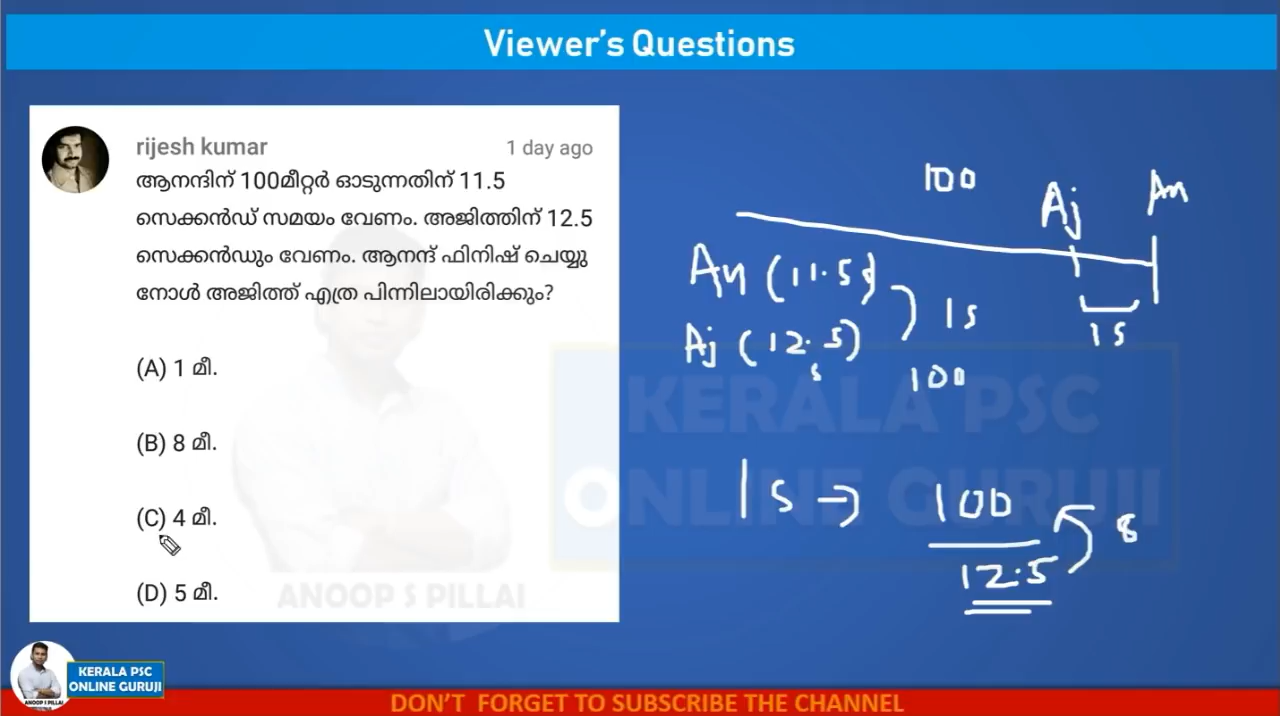 Viewer's Questions
rijesh kumar 1 day ago
ആനന്ദിന് 100മീറ്റർ ഓടുന്നതിന് 11.5
സെക്കൻഡ് സമയം വേണം. അജിത്തിന് 12.5
സെക്കൻഡും വേണം. ആനന്ദ് ഫിനിഷ് ചെയ്യു
നോൾ അജിത്ത് എത്ര പിന്നിലായിരിക്കും?
(A) 1 മീ.
(B) 8 മീ.
(C) 4 മീ.
(D) 5 മീ.
ANOOP S PILLAI
100
Aj An
An (11.5s)
Aj (12.5)
s
1s
100
1s
1s → 100
12.5
8
KERALA PSC
ONLINE GURUJI
KERALA PSC
ONLINE GURUJI
ANOOP S PILLAI
DON'T FORGET TO SUBSCRIBE THE CHANNEL